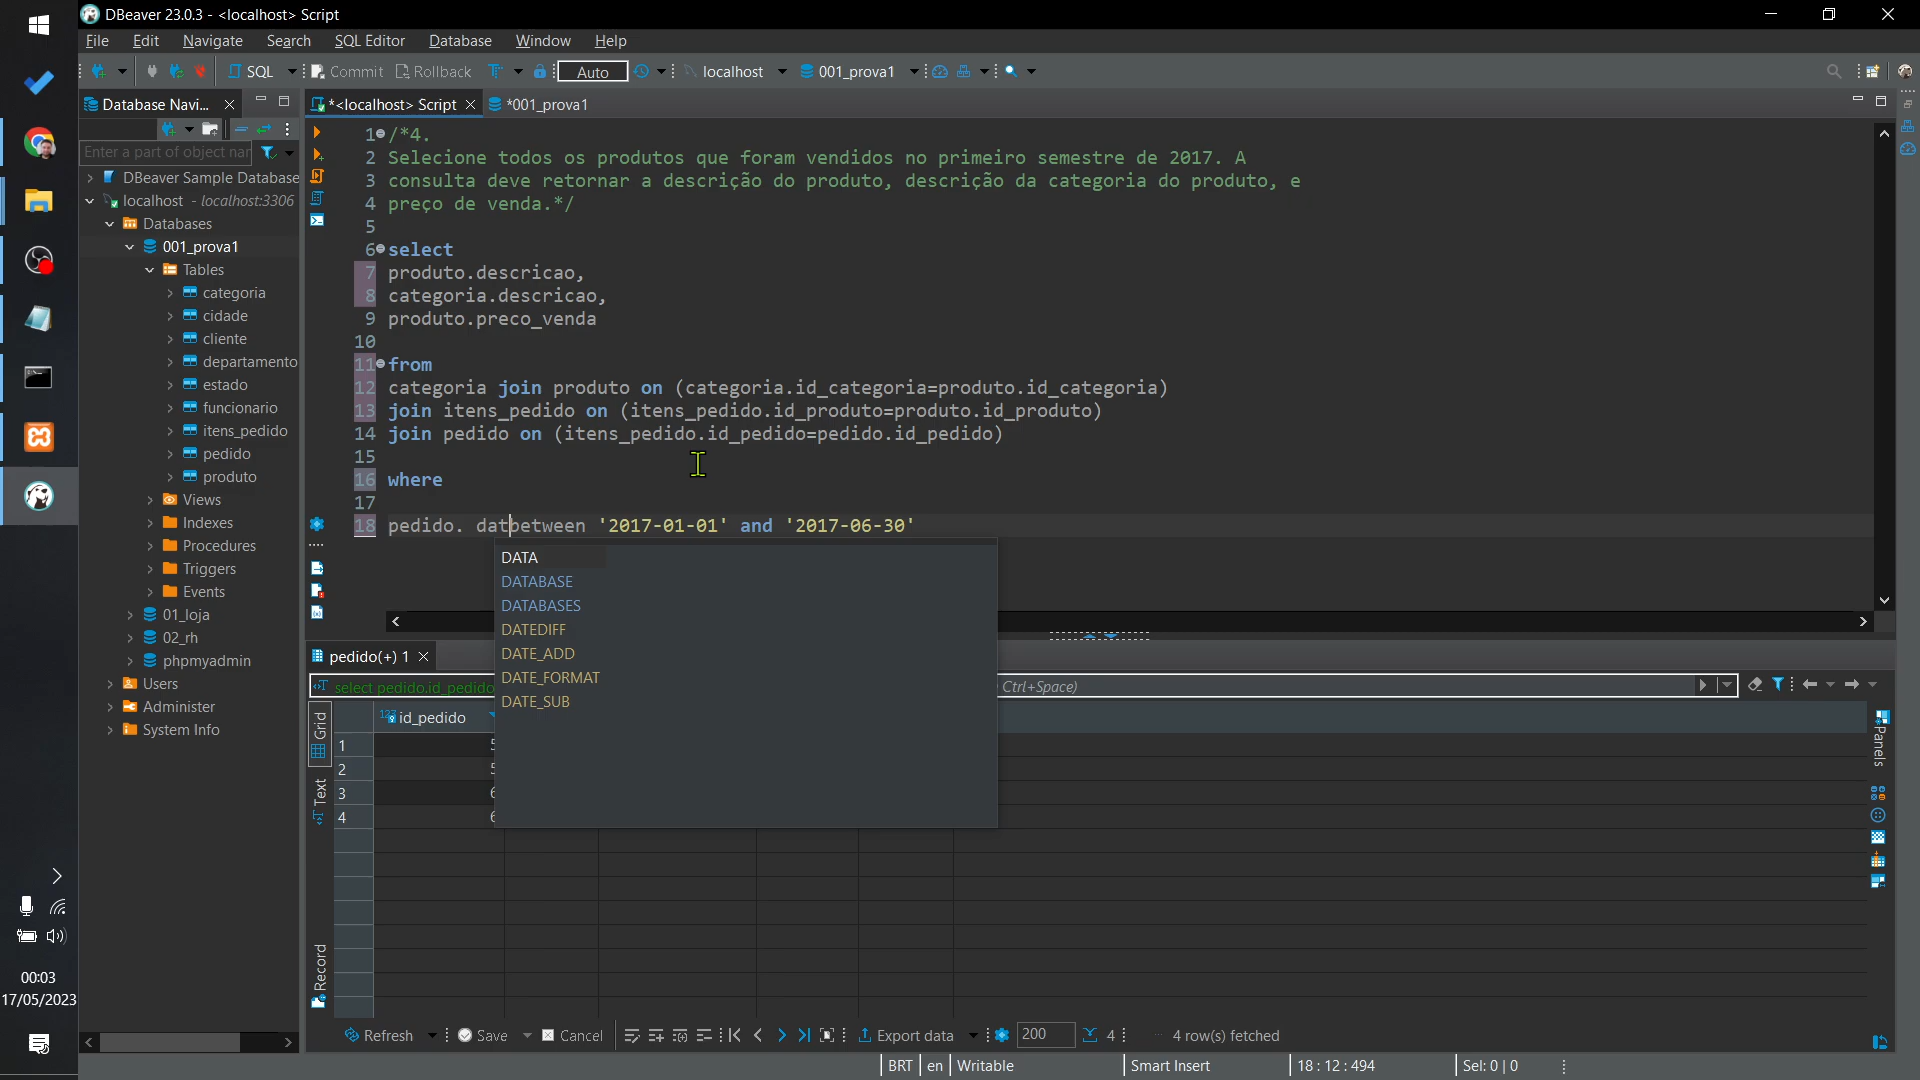 DBeaver 23.0.3 - <localhost> Script
File Edit Navigate Search SQL Editor Database Window Help
SQL Commit Rollback Auto localhost 001_prova1
Database Navi... *<localhost> Script *001_prova1
Enter a part of object nar
DBeaver Sample Database
localhost - localhost:3306
Databases
001_prova1
Tables
categoria
cidade
cliente
departamento
estado
funcionario
itens_pedido
pedido
produto
Views
Indexes
Procedures
Triggers
Events
01_loja
02_rh
phpmyadmin
Users
Administer
System Info
1 /*4.
2 Selecione todos os produtos que foram vendidos no primeiro semestre de 2017. A
3 consulta deve retornar a descrição do produto, descrição da categoria do produto, e
4 preço de venda.*/
5
6 select
7 produto.descricao,
8 categoria.descricao,
9 produto.preco_venda
10
11 from
12 categoria join produto on (categoria.id_categoria=produto.id_categoria)
13 join itens_pedido on (itens_pedido.id_produto=produto.id_produto)
14 join pedido on (itens_pedido.id_pedido=pedido.id_pedido)
15
16 where
17
18 pedido. datbetween '2017-01-01' and '2017-06-30'
DATA
DATABASE
DATABASES
DATEDIFF
DATE_ADD
DATE_FORMAT
DATE_SUB
pedido(+) 1
select pedido.id_pedido Ctrl+Space)
Grid
Text
Record
Panels
id_pedido
1 5
2 5
3 6
4 6
Refresh Save Cancel Export data 200 4 4 row(s) fetched
BRT en Writable Smart Insert 18 : 12 : 494 Sel: 0 | 0
00:03
17/05/2023